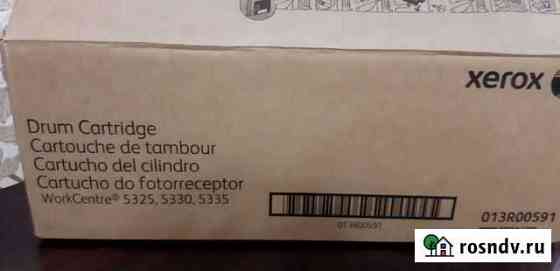 xerox
Drum Cartridge
Cartouche de tambour
Cartucho del cilindro
Cartucho do fotorreceptor
WorkCentre® 5325, 5330, 5335
013R00591
013R00591
rosndv.ru